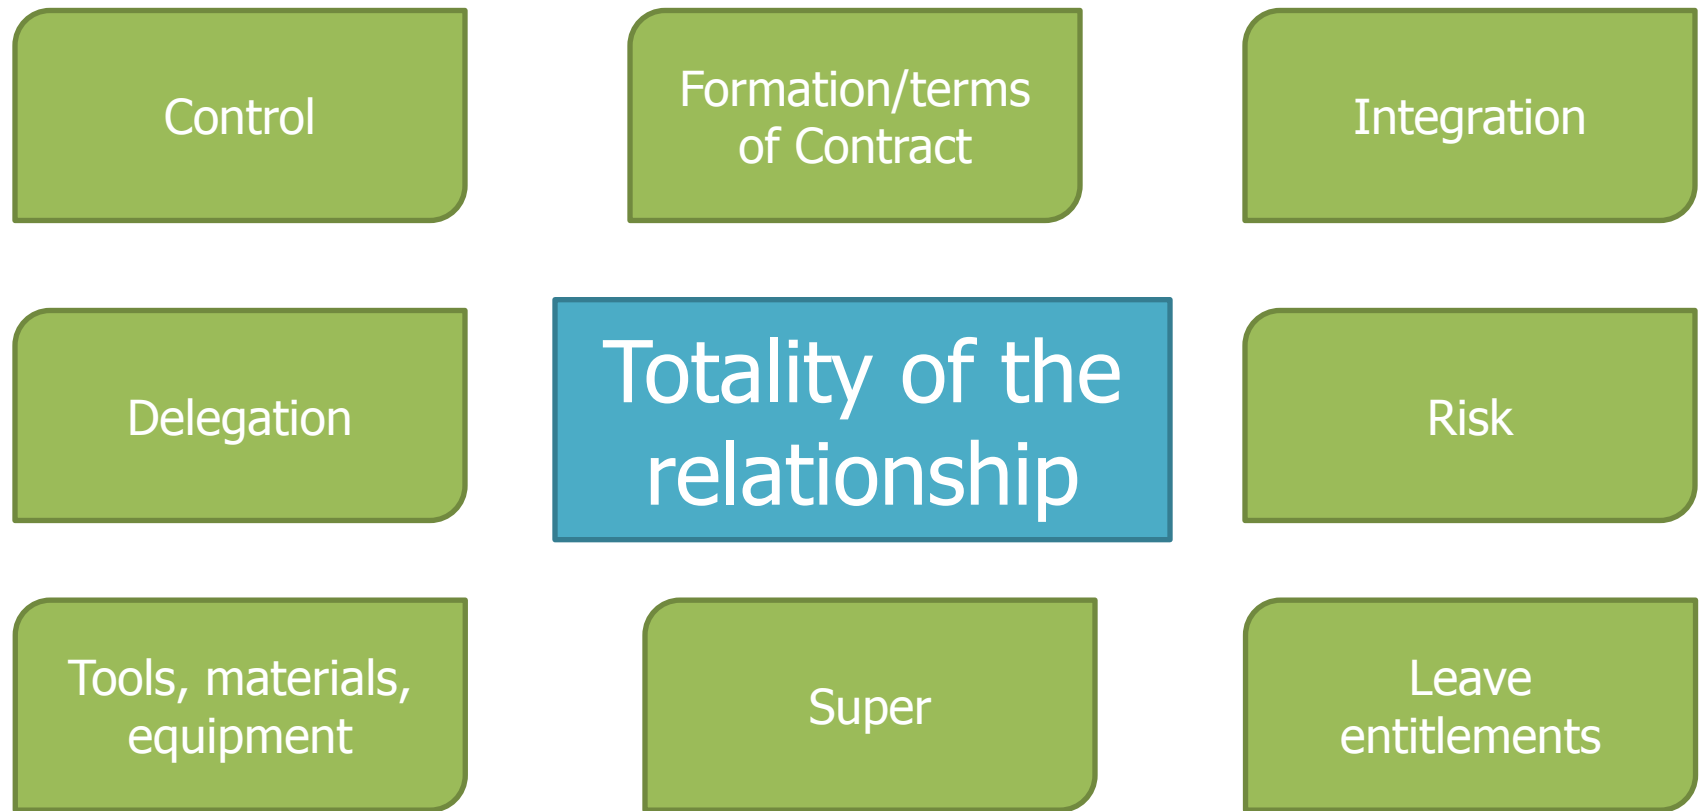 Control
Formation/terms
of Contract
Integration
Delegation
Totality of the
relationship
Risk
Tools, materials,
equipment
Super
Leave
entitlements